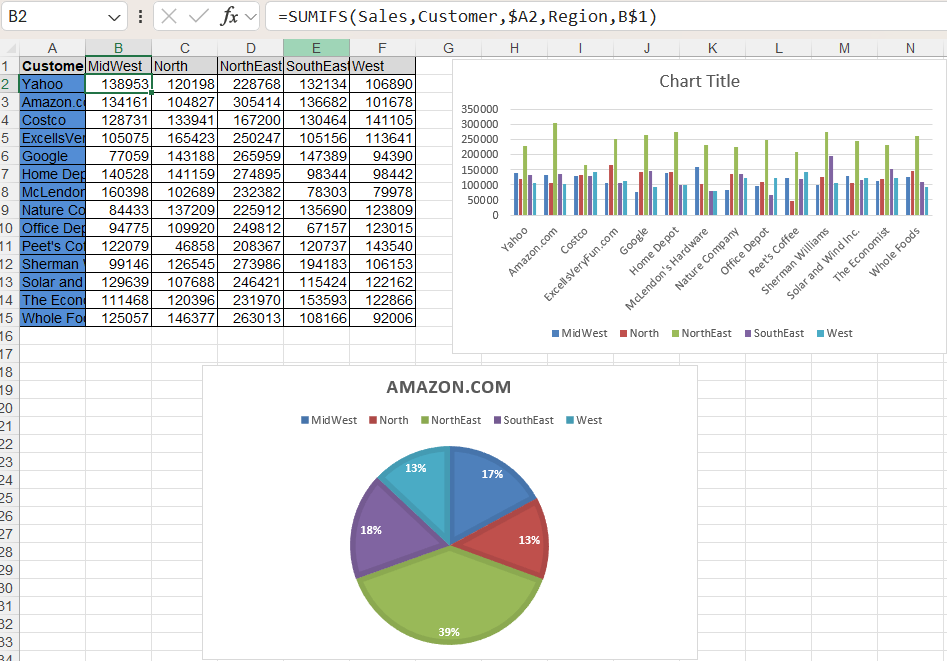 B2 fx =SUMIFS(Sales,Customer,$A2,Region,B$1)
A B C D E F G H I J K L M N
1 Custome MidWest North NorthEast SouthEast West
2 Yahoo 138953 120198 228768 132134 106890
3 Amazon.co 134161 104827 305414 136682 101678
4 Costco 128731 133941 167200 130464 141105
5 ExcellsVer 105075 165423 250247 105156 113641
6 Google 77059 143188 265959 147389 94390
7 Home Dep 140528 141159 274895 98344 98442
8 McLendon 160398 102689 232382 78303 79978
9 Nature Co 84433 137209 225912 135690 123809
10 Office Dep 94775 109920 249812 67157 123015
11 Peet's Cof 122079 46858 208367 120737 143540
12 Sherman 99146 126545 273986 194183 106153
13 Solar and 129639 107688 246421 115424 122162
14 The Econ 111468 120396 231970 153593 122866
15 Whole Foo 125057 146377 263013 108166 92006
16
17
18
19
20
21
22
23
24
25
26
27
28
29
30
31
32
33
34
Chart Title
350000
300000
250000
200000
150000
100000
50000
0
Yahoo
Amazon.com
Costco
ExcellsVeryFun.com
Google
Home Depot
McLendon's Hardware
Nature Company
Office Depot
Peet's Coffee
Sherman Williams
Solar and Wind Inc.
The Economist
Whole Foods
MidWest North NorthEast SouthEast West
AMAZON.COM
MidWest North NorthEast SouthEast West
13% 17%
18% 13%
39%